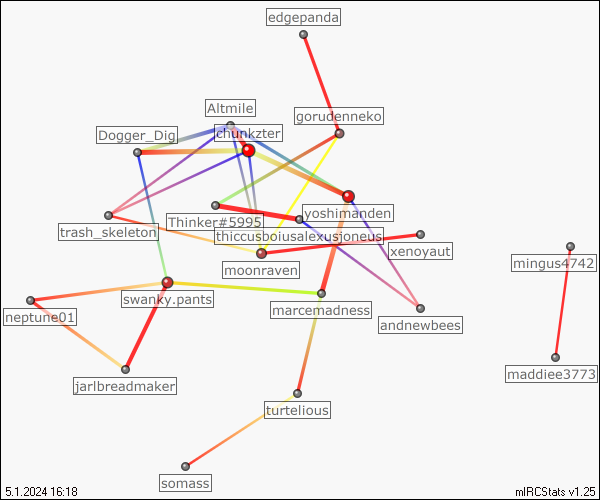 edgepanda
Altmile
gorudenneko
Dogger_Dig
chunkzter
yoshimanden
Thinker#5995
trash_skeleton
thiccusboiusalexusjoneus
xenoyaut
moonraven
mingus4742
swanky.pants
marcemadness
neptune01
andnewbees
maddiee3773
jarlbreadmaker
turtelious
somass
5.1.2024 16:18
mIRCStats v1.25